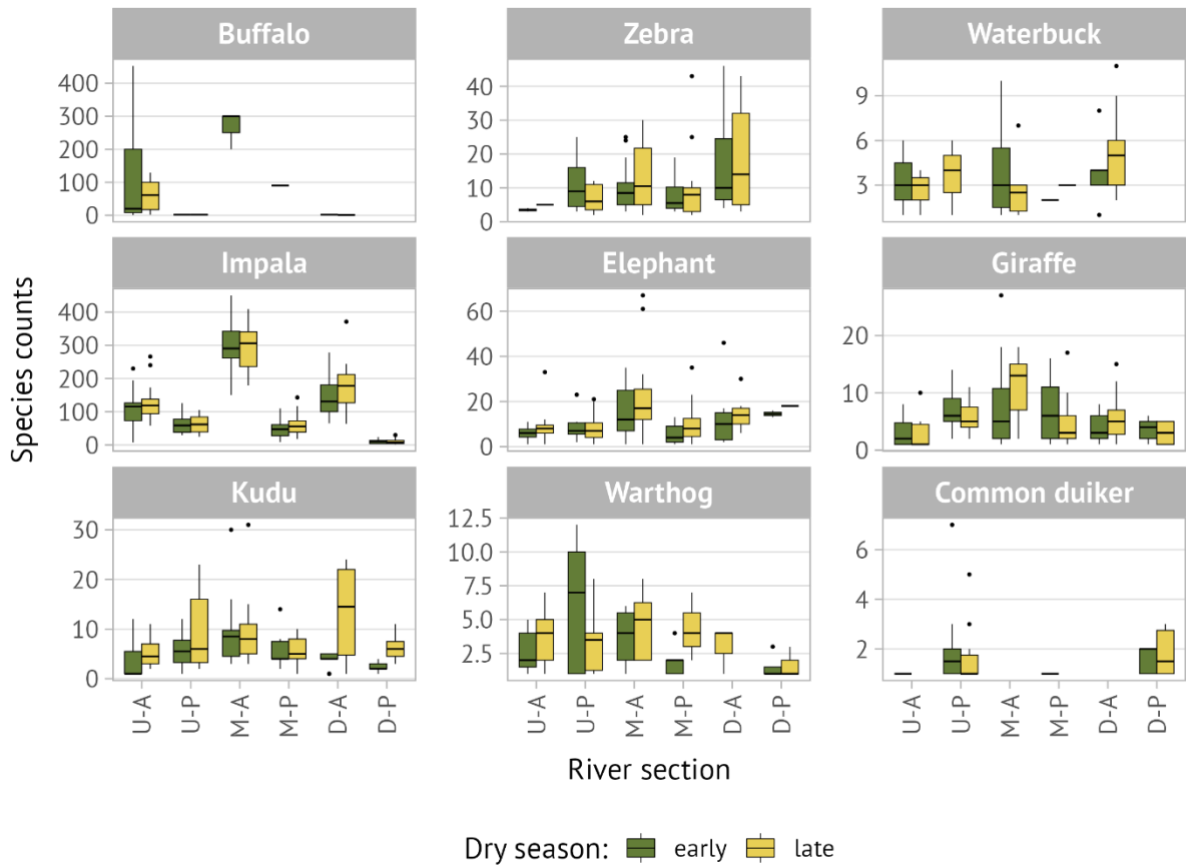 Buffalo Zebra Waterbuck
400 300 200 100 0
40 30 20 10 0
9 6 3
Impala Elephant Giraffe
400 300 200 100 0
60 40 20 0
20 10 0
Kudu Warthog Common duiker
30 20 10 0
12.5 10.0 7.5 5.0 2.5
6 4 2
U-A U-P M-A M-P D-A D-P
U-A U-P M-A M-P D-A D-P
U-A U-P M-A M-P D-A D-P
Species counts
River section
Dry season: early late